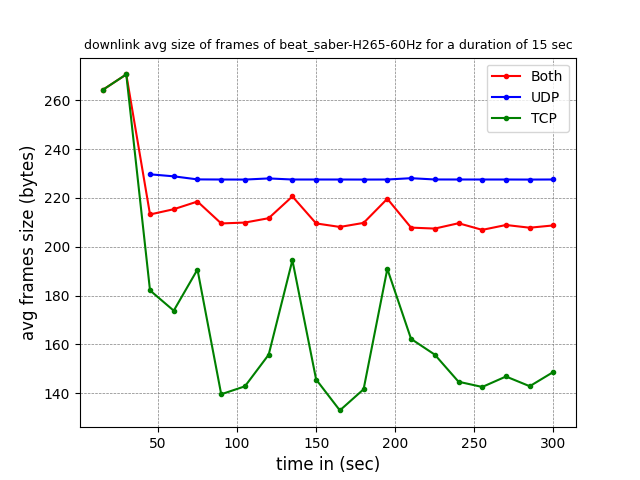 downlink avg size of frames of beat_saber-H265-60Hz for a duration of 15 sec
Both
UDP
TCP
avg frames size (bytes)
260
240
220
200
180
160
140
50 100 150 200 250 300
time in (sec)